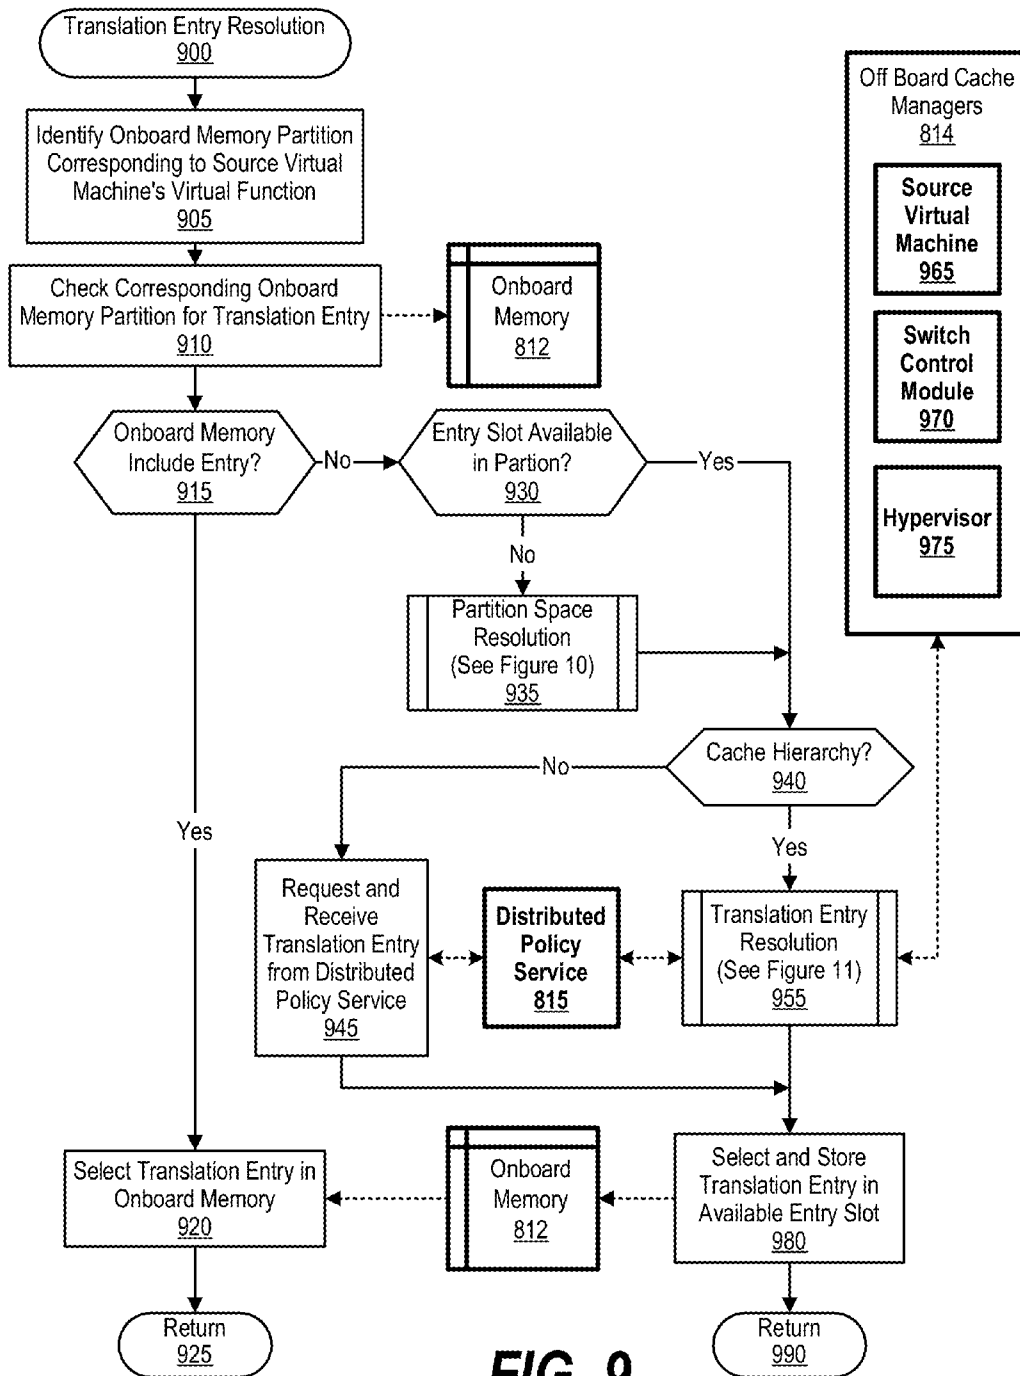 Translation Entry Resolution
900
Identify Onboard Memory Partition
Corresponding to Source Virtual
Machine's Virtual Function
905
Check Corresponding Onboard
Memory Partition for Translation Entry
910
Onboard
Memory
812
Off Board Cache
Managers
814
Source
Virtual
Machine
965
Switch
Control
Module
970
Hypervisor
975
Onboard Memory
Include Entry?
915
No
Entry Slot Available
in Partion?
930
Yes
No
Partition Space
Resolution
(See Figure 10)
935
Cache Hierarchy?
940
No
Yes
Yes
Request and
Receive
Translation Entry
from Distributed
Policy Service
945
Distributed
Policy
Service
815
Translation Entry
Resolution
(See Figure 11)
955
Select Translation Entry in
Onboard Memory
920
Onboard
Memory
812
Select and Store
Translation Entry in
Available Entry Slot
980
Return
925
Return
990
FIG. 9